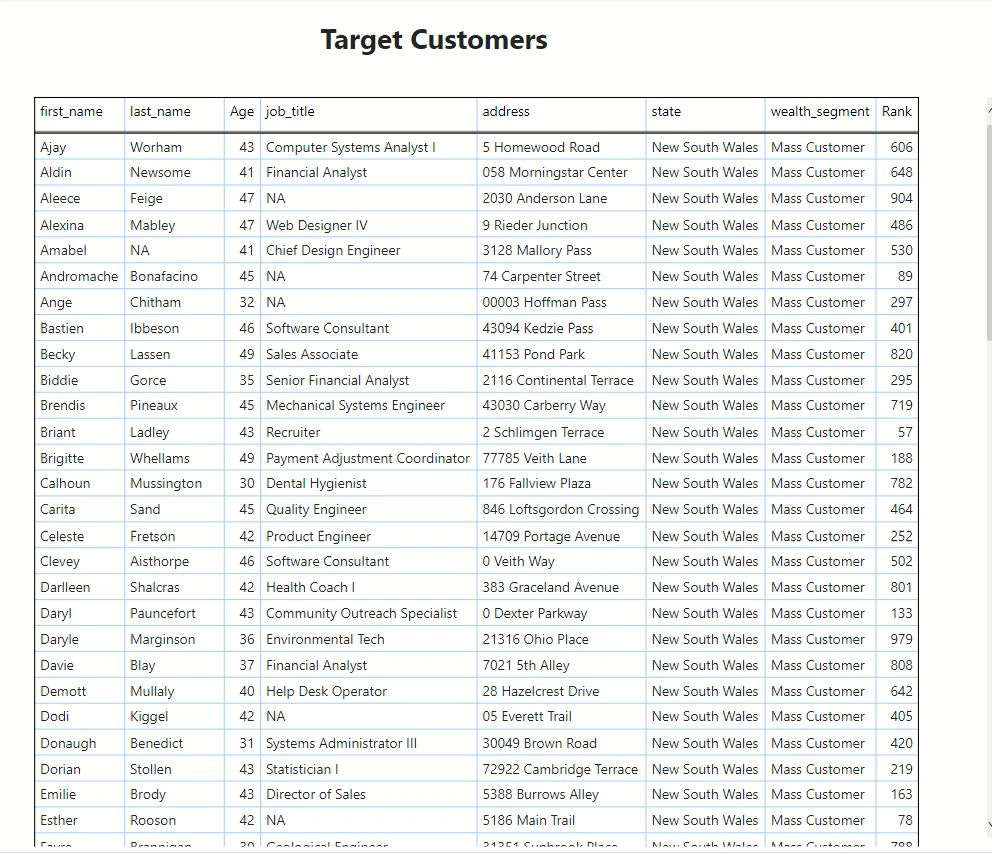 Target Customers
first_name last_name Age job_title address state wealth_segment Rank
Ajay Worham 43 Computer Systems Analyst I 5 Homewood Road New South Wales Mass Customer 606
Aldin Newsome 41 Financial Analyst 058 Morningstar Center New South Wales Mass Customer 648
Aleece Feige 47 NA 2030 Anderson Lane New South Wales Mass Customer 904
Alexina Mabley 47 Web Designer IV 9 Rieder Junction New South Wales Mass Customer 486
Amabel NA 41 Chief Design Engineer 3128 Mallory Pass New South Wales Mass Customer 530
Andromache Bonafacino 45 NA 74 Carpenter Street New South Wales Mass Customer 89
Ange Chitham 32 NA 00003 Hoffman Pass New South Wales Mass Customer 297
Bastien Ibbeson 46 Software Consultant 43094 Kedzie Pass New South Wales Mass Customer 401
Becky Lassen 49 Sales Associate 41153 Pond Park New South Wales Mass Customer 820
Biddie Gorce 35 Senior Financial Analyst 2116 Continental Terrace New South Wales Mass Customer 295
Brendis Pineaux 45 Mechanical Systems Engineer 43030 Carberry Way New South Wales Mass Customer 719
Briant Ladley 43 Recruiter 2 Schlimgen Terrace New South Wales Mass Customer 57
Brigitte Whellams 49 Payment Adjustment Coordinator 77785 Veith Lane New South Wales Mass Customer 188
Calhoun Mussington 30 Dental Hygienist 176 Fallview Plaza New South Wales Mass Customer 782
Carita Sand 45 Quality Engineer 846 Loftsgordon Crossing New South Wales Mass Customer 464
Celeste Fretson 42 Product Engineer 14709 Portage Avenue New South Wales Mass Customer 252
Clevey Aisthorpe 46 Software Consultant 0 Veith Way New South Wales Mass Customer 502
Darlleen Shalcras 42 Health Coach I 383 Graceland Avenue New South Wales Mass Customer 801
Daryl Pauncefort 43 Community Outreach Specialist 0 Dexter Parkway New South Wales Mass Customer 133
Daryle Marginson 36 Environmental Tech 21316 Ohio Place New South Wales Mass Customer 979
Davie Blay 37 Financial Analyst 7021 5th Alley New South Wales Mass Customer 808
Demott Mullaly 40 Help Desk Operator 28 Hazelcrest Drive New South Wales Mass Customer 642
Dodi Kiggel 42 NA 05 Everett Trail New South Wales Mass Customer 405
Donaugh Benedict 31 Systems Administrator III 30049 Brown Road New South Wales Mass Customer 420
Dorian Stollen 43 Statistician I 72922 Cambridge Terrace New South Wales Mass Customer 219
Emilie Brody 43 Director of Sales 5388 Burrows Alley New South Wales Mass Customer 163
Esther Rooson 42 NA 5186 Main Trail New South Wales Mass Customer 78
Geological Engineer New South Wales Mass Customer